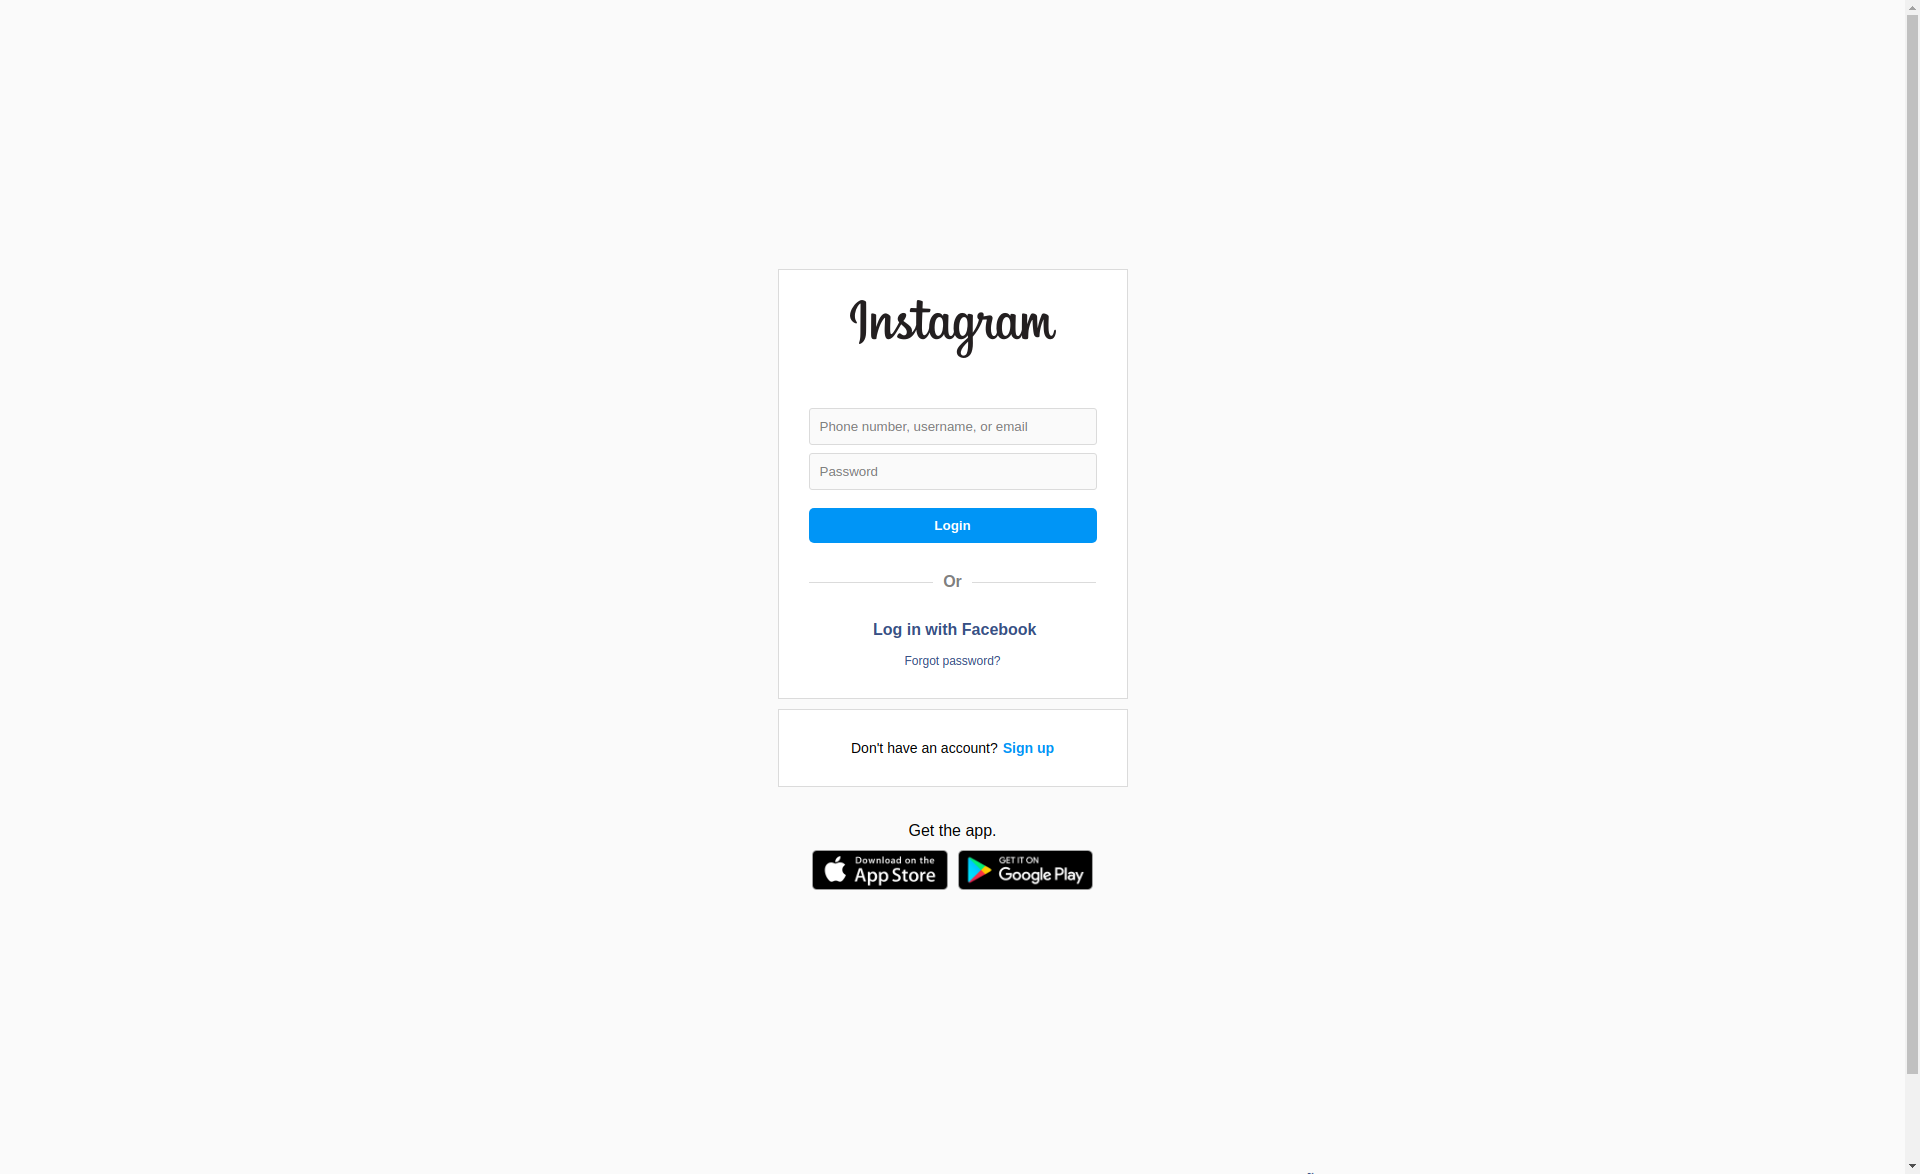 Instagram
Phone number, username, or email
Password
Login
Or
Log in with Facebook
Forgot password?
Don't have an account? Sign up
Get the app.
Download on the
App Store
GET IT ON
Google Play